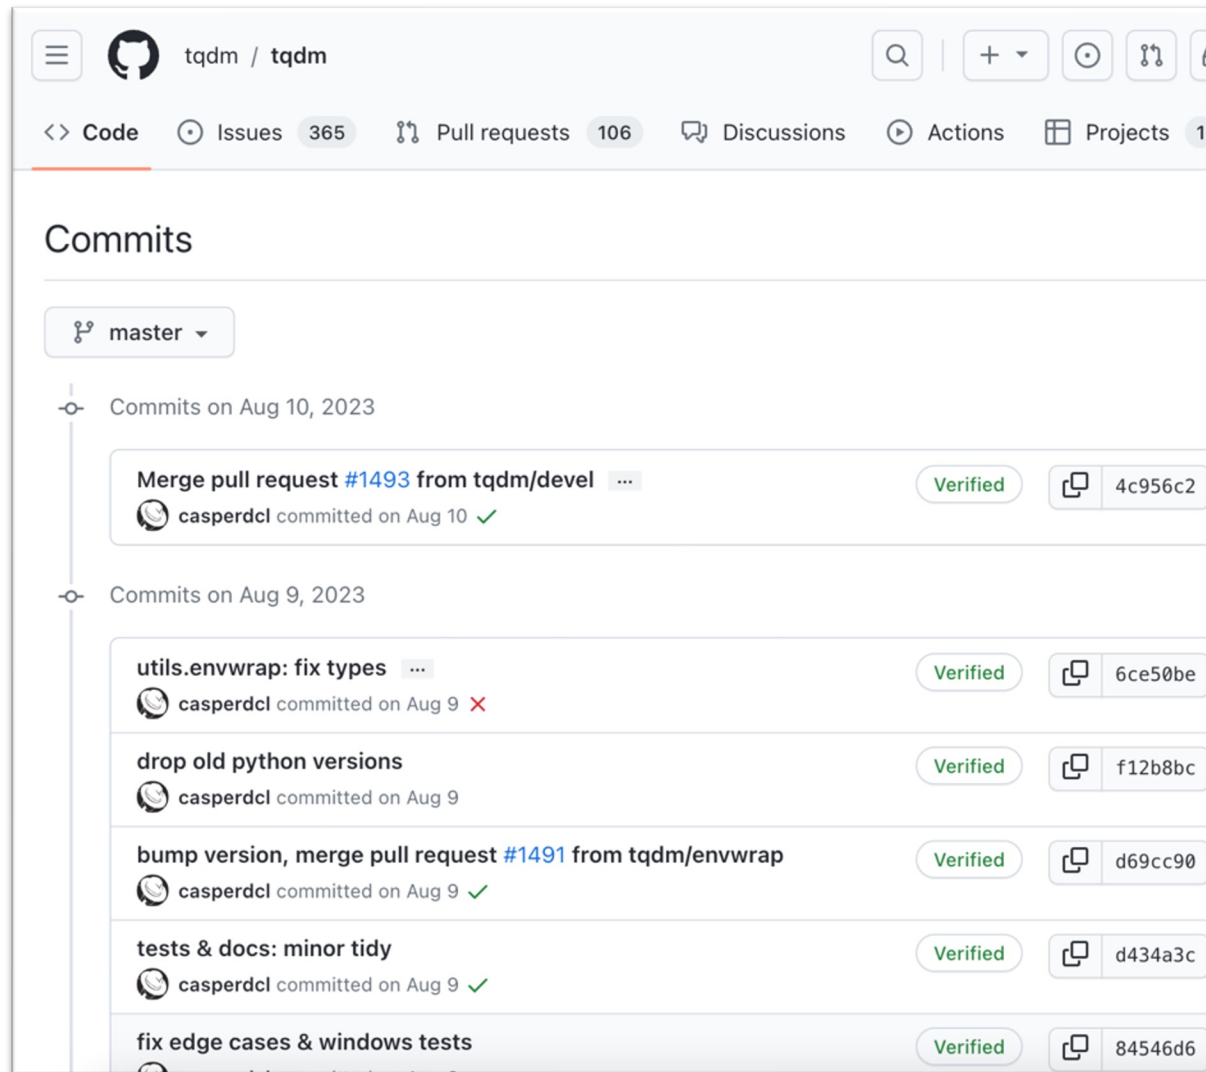 tqdm / tqdm
Code Issues 365 Pull requests 106 Discussions Actions Projects 1
Commits
master
Commits on Aug 10, 2023
Merge pull request #1493 from tqdm/devel ... Verified 4c956c2
casperdcl committed on Aug 10
Commits on Aug 9, 2023
utils.envwrap: fix types ... Verified 6ce50be
casperdcl committed on Aug 9
drop old python versions Verified f12b8bc
casperdcl committed on Aug 9
bump version, merge pull request #1491 from tqdm/envwrap Verified d69cc90
casperdcl committed on Aug 9
tests & docs: minor tidy Verified d434a3c
casperdcl committed on Aug 9
fix edge cases & windows tests Verified 84546d6